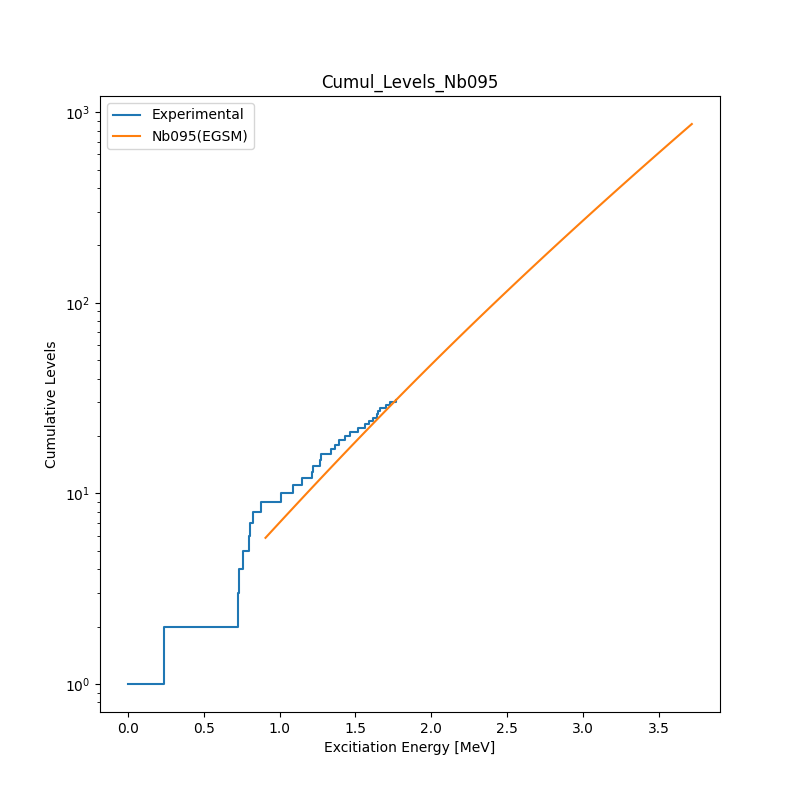 Cumul_Levels_Nb095
Experimental
Nb095(EGSM)
Cumulative Levels
10³
10²
10¹
10⁰
0.0 0.5 1.0 1.5 2.0 2.5 3.0 3.5
Excitiation Energy [MeV]